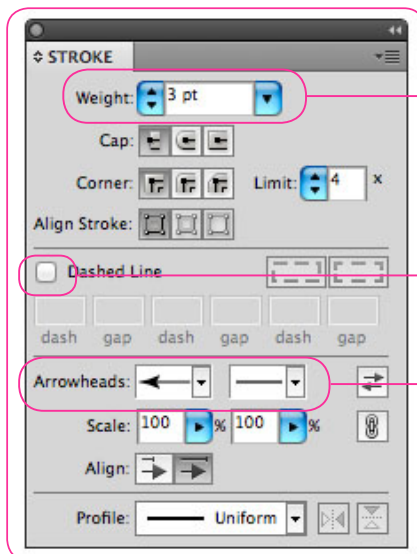 STROKE
Weight: 3 pt
Cap:
Corner: Limit: 4 x
Align Stroke:
Dashed Line
dash gap dash gap dash gap
Arrowheads:
Scale: 100 % 100 %
Align:
Profile: Uniform